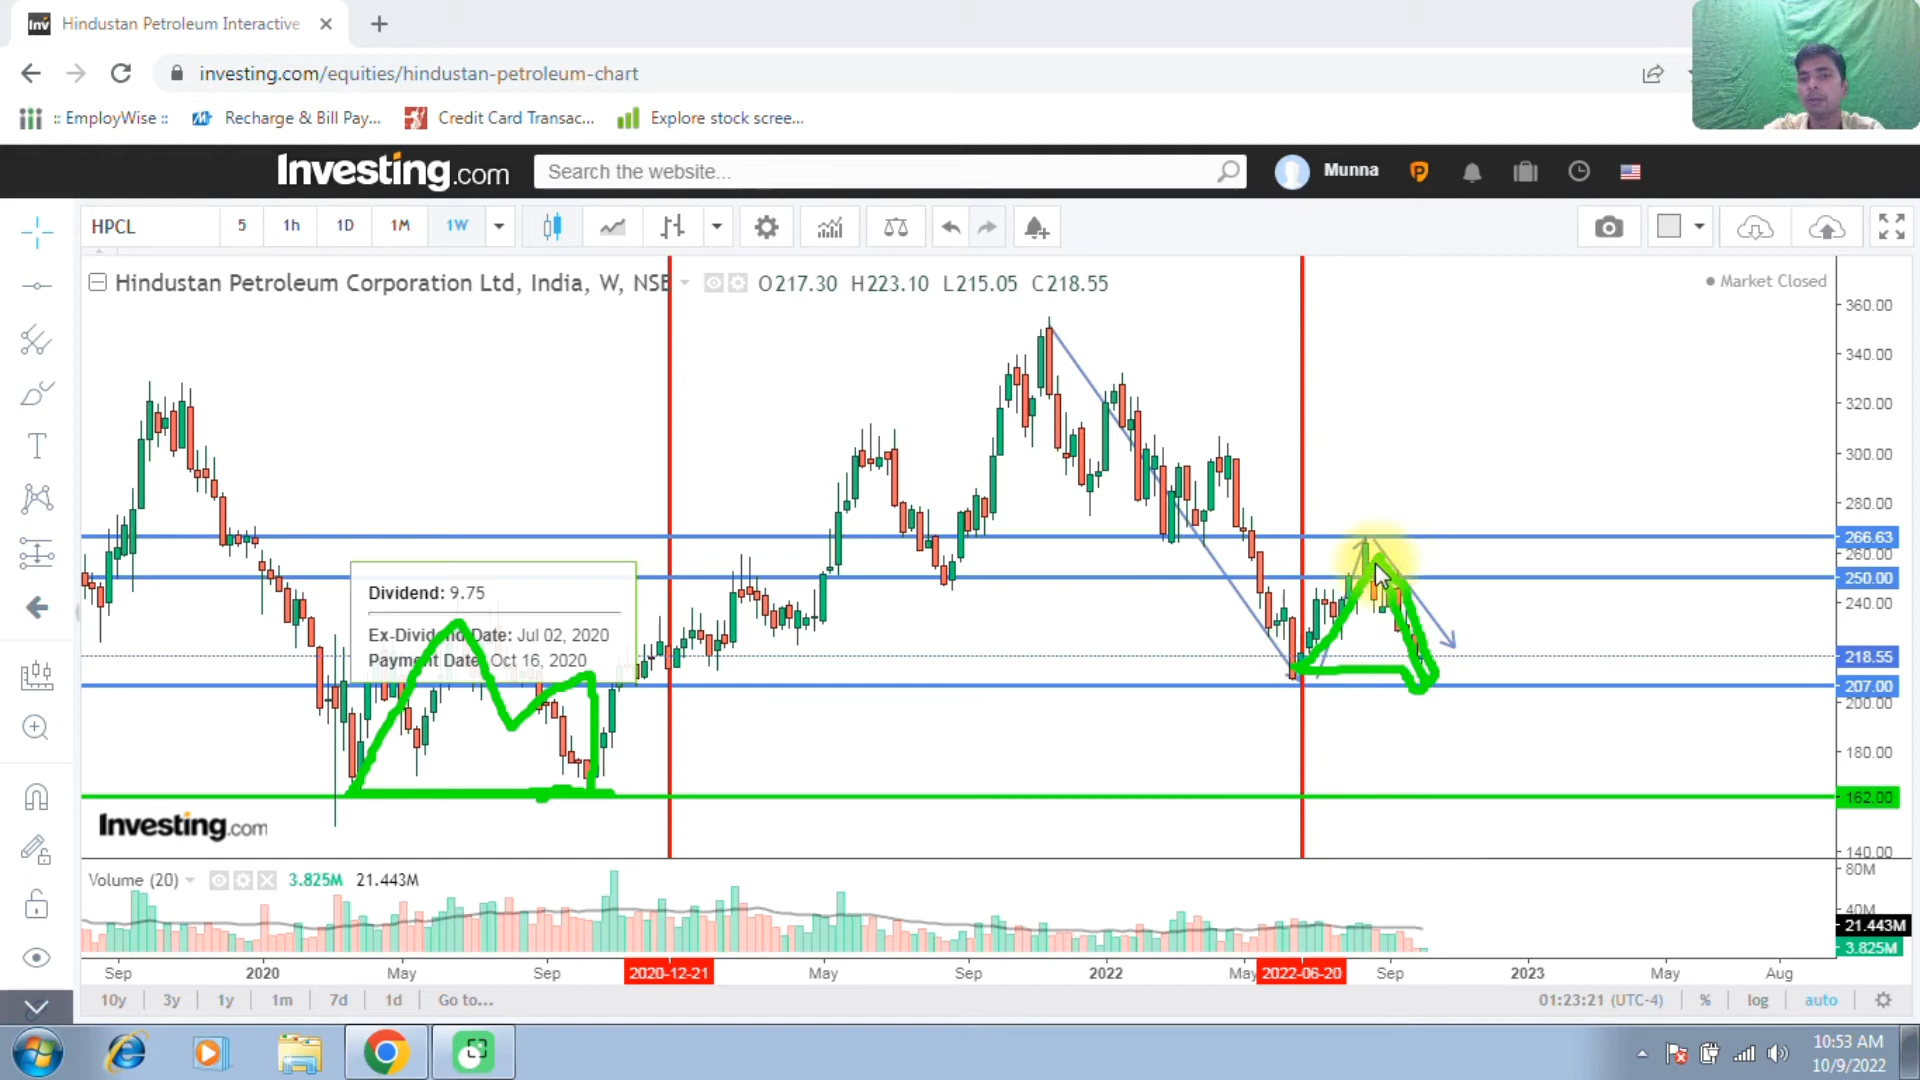 Inv Hindustan Petroleum Interactive
investing.com/equities/hindustan-petroleum-chart
:: EmployWise :: Recharge & Bill Pay... Credit Card Transac... Explore stock scree...
Investing.com Search the website... Munna P
HPCL 5 1h 1D 1M 1W
Hindustan Petroleum Corporation Ltd, India, W, NSE O217.30 H223.10 L215.05 C218.55 Market Closed
360.00
340.00
320.00
300.00
280.00
266.63
260.00
250.00
240.00
218.55
207.00
200.00
180.00
162.00
140.00
Dividend: 9.75
Ex-Dividend Date: Jul 02, 2020
Payment Date: Oct 16, 2020
Investing.com
Volume (20) 3.825M 21.443M
80M
40M
21.443M
3.825M
Sep 2020 May Sep 2020-12-21 May Sep 2022 May 2022-06-20 Sep 2023 May Aug
10y 3y 1y 1m 7d 1d Go to... 01:23:21 (UTC-4) % log auto
10:53 AM
10/9/2022